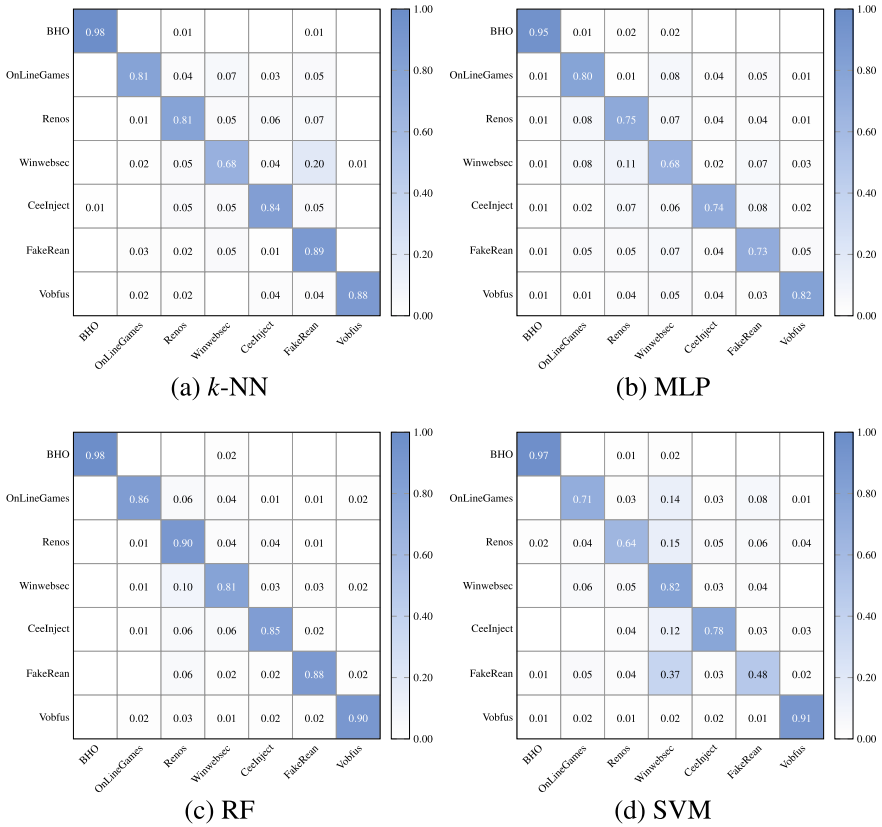 BHO 0.98 0.01 0.01
OnLineGames 0.81 0.04 0.07 0.03 0.05
Renos 0.01 0.81 0.05 0.06 0.07
Winwebsec 0.02 0.05 0.68 0.04 0.20 0.01
CeeInject 0.01 0.05 0.05 0.84 0.05
FakeRean 0.03 0.02 0.05 0.01 0.89
Vobfus 0.02 0.02 0.04 0.04 0.88
BHO OnLineGames Renos Winwebsec CeeInject FakeRean Vobfus
1.00
0.80
0.60
0.40
0.20
0.00
(a) k-NN
BHO 0.95 0.01 0.02 0.02
OnLineGames 0.01 0.80 0.01 0.08 0.04 0.05 0.01
Renos 0.01 0.08 0.75 0.07 0.04 0.04 0.01
Winwebsec 0.01 0.08 0.11 0.68 0.02 0.07 0.03
CeeInject 0.01 0.02 0.07 0.06 0.74 0.08 0.02
FakeRean 0.01 0.05 0.05 0.07 0.04 0.73 0.05
Vobfus 0.01 0.01 0.04 0.05 0.04 0.03 0.82
BHO OnLineGames Renos Winwebsec CeeInject FakeRean Vobfus
1.00
0.80
0.60
0.40
0.20
0.00
(b) MLP
BHO 0.98 0.02
OnLineGames 0.86 0.06 0.04 0.01 0.01 0.02
Renos 0.01 0.90 0.04 0.04 0.01
Winwebsec 0.01 0.10 0.81 0.03 0.03 0.02
CeeInject 0.01 0.06 0.06 0.85 0.02
FakeRean 0.06 0.02 0.02 0.88 0.02
Vobfus 0.02 0.03 0.01 0.02 0.02 0.90
BHO OnLineGames Renos Winwebsec CeeInject FakeRean Vobfus
1.00
0.80
0.60
0.40
0.20
0.00
(c) RF
BHO 0.97 0.01 0.02
OnLineGames 0.71 0.03 0.14 0.03 0.08 0.01
Renos 0.02 0.04 0.64 0.15 0.05 0.06 0.04
Winwebsec 0.06 0.05 0.82 0.03 0.04
CeeInject 0.04 0.12 0.78 0.03 0.03
FakeRean 0.01 0.05 0.04 0.37 0.03 0.48 0.02
Vobfus 0.01 0.02 0.01 0.02 0.02 0.01 0.91
BHO OnLineGames Renos Winwebsec CeeInject FakeRean Vobfus
1.00
0.80
0.60
0.40
0.20
0.00
(d) SVM